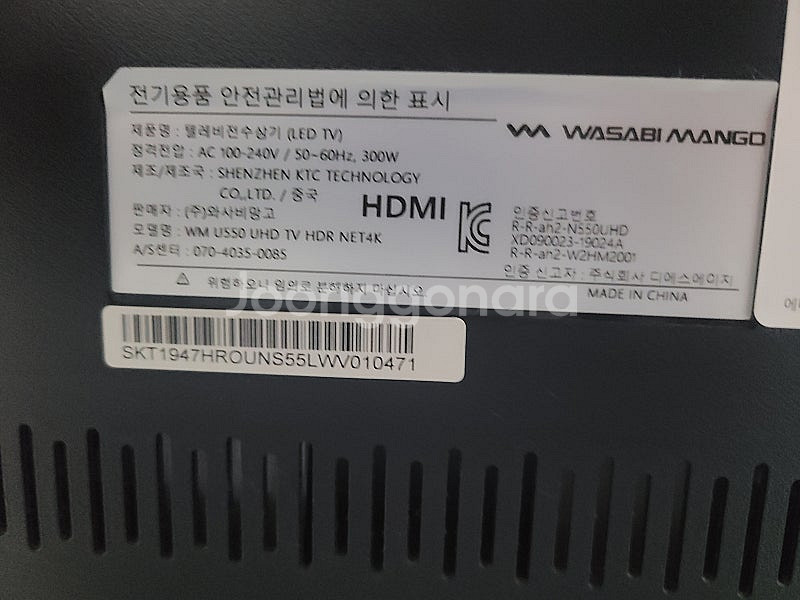 전기용품 안전관리법에 의한 표시
제품명 : 텔레비전수상기 (LED TV)
정격전압 : AC 100-240V / 50~60Hz, 300W
제조/제조국 : SHENZHEN KTC TECHNOLOGY
CO.,LTD. / 중국
판매자 : (주)와사비망고
모델명 : WM U550 UHD TV HDR NET4K
A/S센터 : 070-4035-0085
WASABI MANGO
HDMI
인증신고번호
R-R-ah2-N550UHD
XD090023-19024A
R-R-ah2-W2HM2001
인증 신고자 : 주식회사 디에스에이지
⚠ 위험하오니 임의로 분해하지 마십시오
MADE IN CHINA
Joonggonara
SKT1947HROUNS55LWV010471